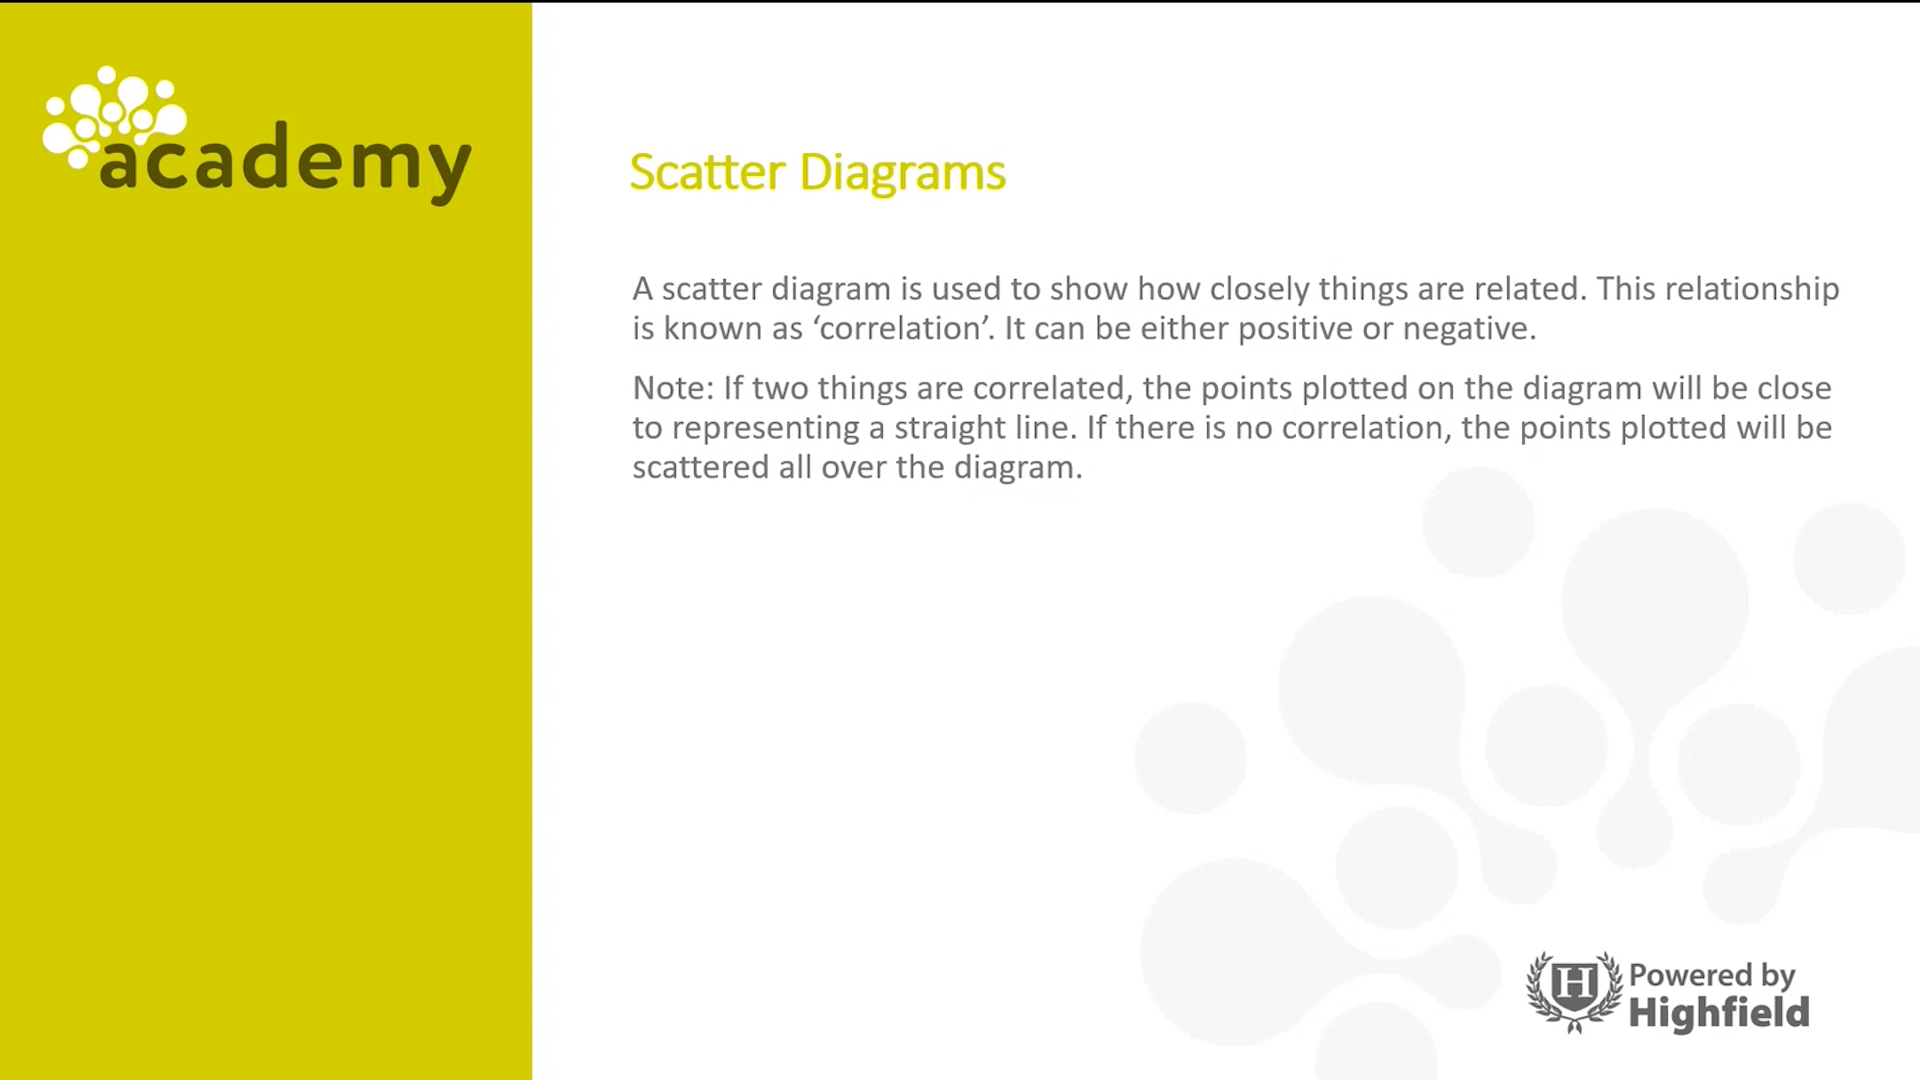 academy
Scatter Diagrams
A scatter diagram is used to show how closely things are related. This relationship
is known as ‘correlation’. It can be either positive or negative.
Note: If two things are correlated, the points plotted on the diagram will be close
to representing a straight line. If there is no correlation, the points plotted will be
scattered all over the diagram.
H
Powered by
Highfield